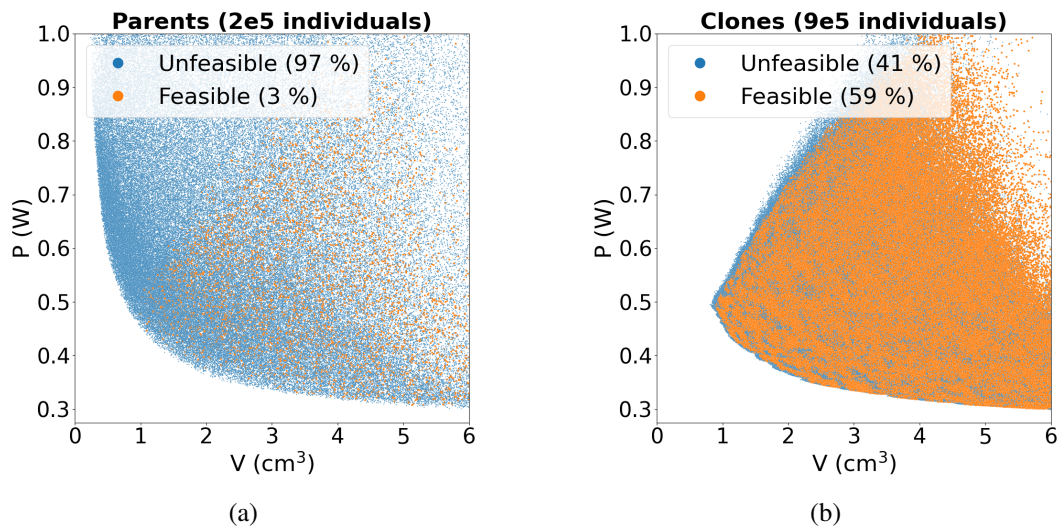 Parents (2e5 individuals)
1.0
0.9
0.8
0.7
0.6
0.5
0.4
0.3
P (W)
Unfeasible (97 %)
Feasible (3 %)
0 1 2 3 4 5 6
V (cm³)
(a)
Clones (9e5 individuals)
1.0
0.9
0.8
0.7
0.6
0.5
0.4
0.3
P (W)
Unfeasible (41 %)
Feasible (59 %)
0 1 2 3 4 5 6
V (cm³)
(b)